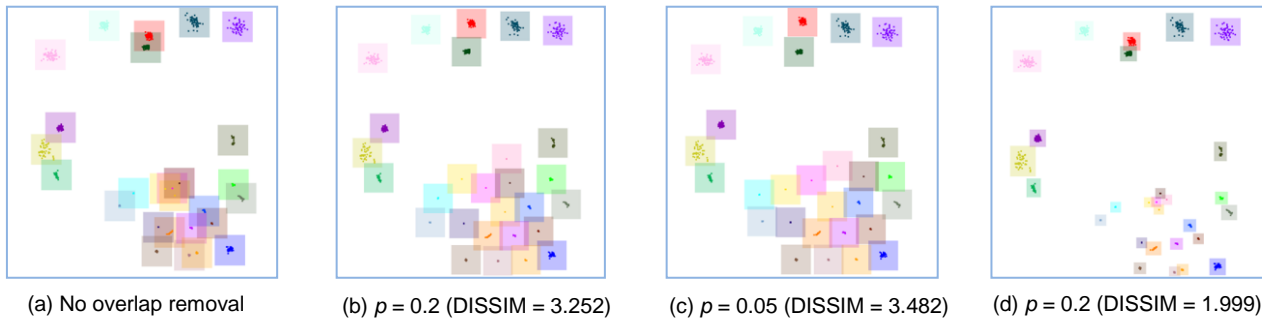 (a) No overlap removal
(b) p = 0.2 (DISSIM = 3.252)
(c) p = 0.05 (DISSIM = 3.482)
(d) p = 0.2 (DISSIM = 1.999)